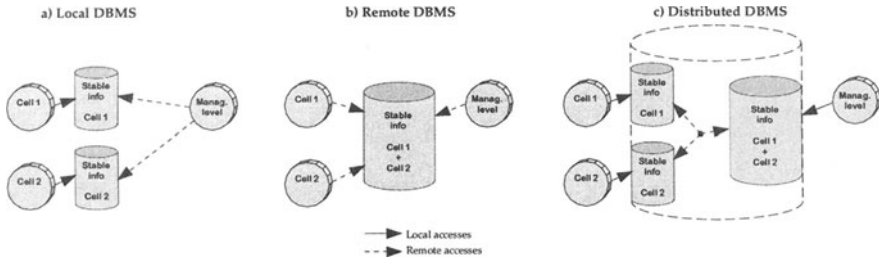 a) Local DBMS
Cell 1
Stable
info
Cell 1
Manag.
level
Cell 2
Stable
info
Cell 2
b) Remote DBMS
Cell 1
Stable
info
Cell 1
+
Cell 2
Manag.
level
Cell 2
c) Distributed DBMS
Cell 1
Stable
info
Cell 1
Stable
info
Cell 1
+
Cell 2
Manag.
level
Cell 2
Stable
info
Cell 2
Local accesses
Remote accesses